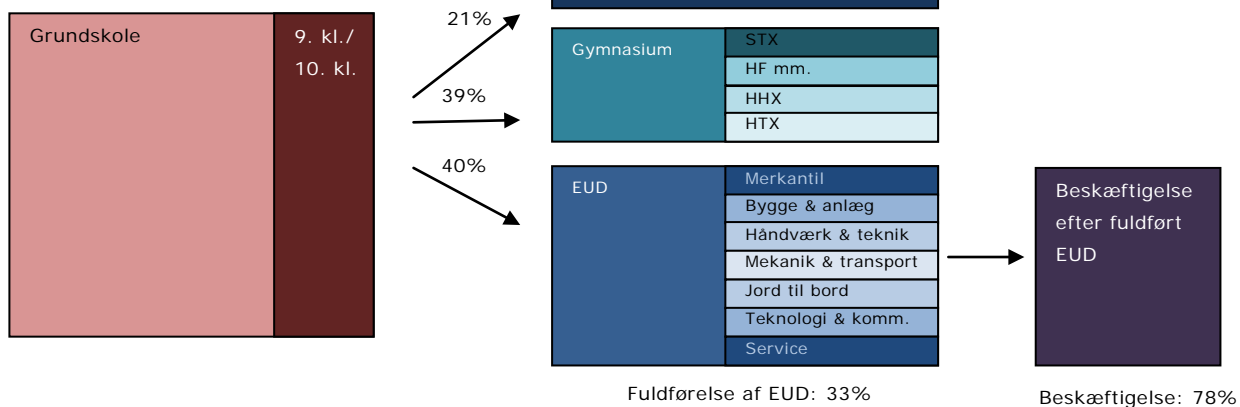 Grundskole
9. kl./
10. kl.
21%
39%
40%
Gymnasium
STX
HF mm.
HHX
HTX
EUD
Merkantil
Bygge & anlæg
Håndværk & teknik
Mekanik & transport
Jord til bord
Teknologi & komm.
Service
Beskæftigelse
efter fuldført
EUD
Fuldførelse af EUD: 33%
Beskæftigelse: 78%